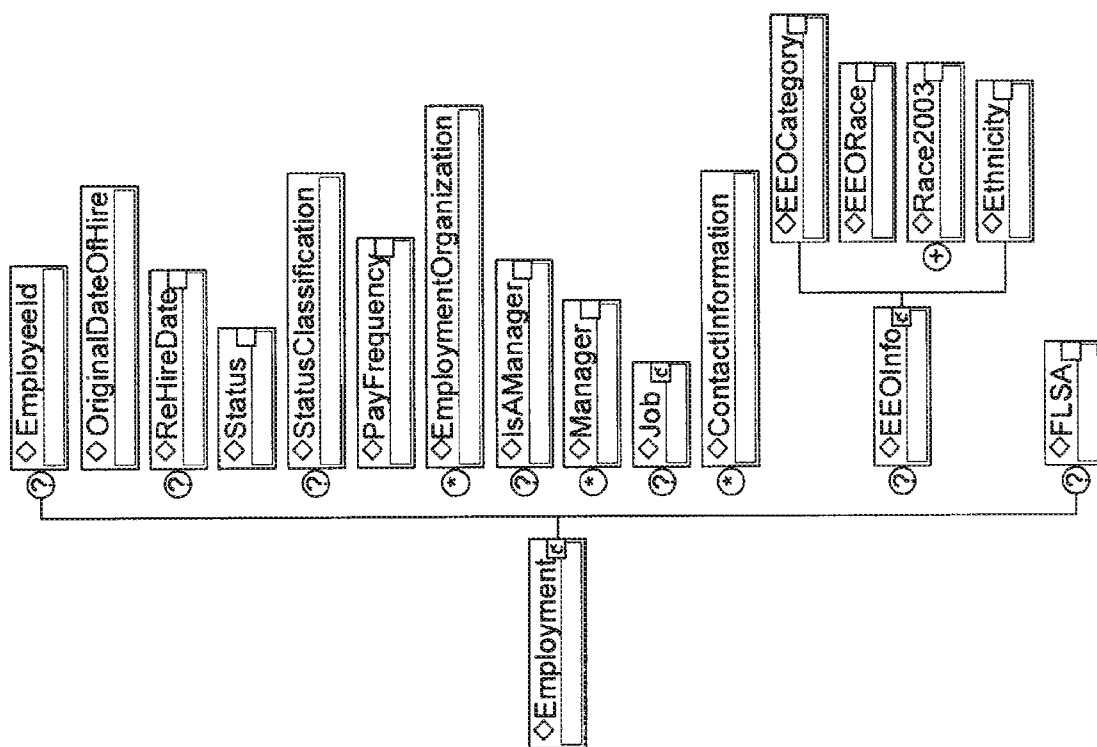 ◇Employment
c
? ◇EmployeeId
◇OriginalDateOfHire
? ◇ReHireDate
◇Status
? ◇StatusClassification
◇PayFrequency
* ◇EmploymentOrganization
? ◇IsAManager
* ◇Manager
? ◇Job
c
* ◇ContactInformation
? ◇EEOInfo
c
◇EEOCategory
◇EEORace
+ ◇Race2003
◇Ethnicity
? ◇FLSA